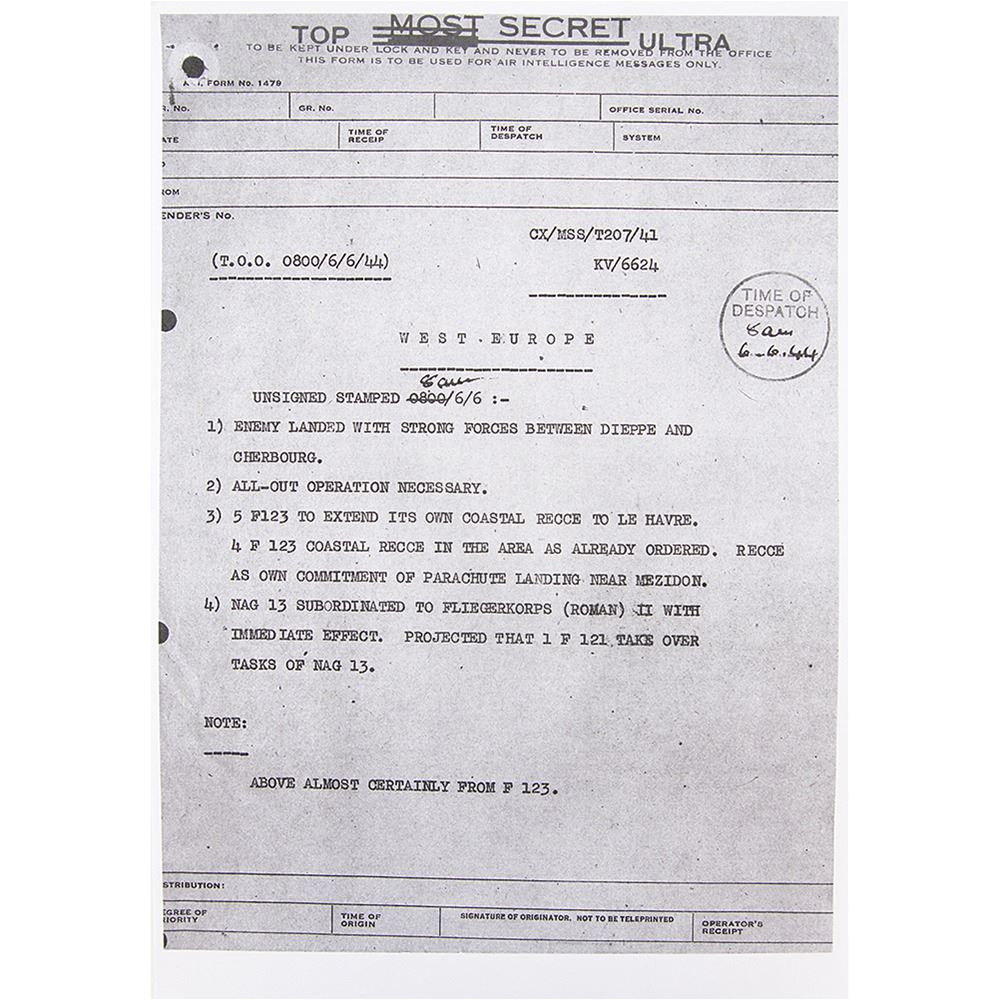 TOP MOST SECRET ULTRA
TO BE KEPT UNDER LOCK AND KEY AND NEVER TO BE REMOVED FROM THE OFFICE
THIS FORM IS TO BE USED FOR AIR INTELLIGENCE MESSAGES ONLY.
FORM No. 1479
No. GR. No. OFFICE SERIAL No.
ATE TIME OF RECEIP TIME OF DESPATCH SYSTEM
OM
ENDER'S No.
CX/MSS/T207/41
(T.O.O. 0800/6/6/44) KV/6624
TIME OF
DESPATCH
6.6.44
WEST EUROPE
UNSIGNED STAMPED 0800/6/6 :-
1) ENEMY LANDED WITH STRONG FORCES BETWEEN DIEPPE AND
CHERBOURG.
2) ALL-OUT OPERATION NECESSARY.
3) 5 F123 TO EXTEND ITS OWN COASTAL RECCE TO LE HAVRE.
4 F 123 COASTAL RECCE IN THE AREA AS ALREADY ORDERED. RECCE
AS OWN COMMITMENT OF PARACHUTE LANDING NEAR MEZIDON.
4) NAG 13 SUBORDINATED TO FLIEGERKORPS (ROMAN) II WITH
IMMEDIATE EFFECT. PROJECTED THAT 1 F 121 TAKE OVER
TASKS OF NAG 13.
NOTE:
ABOVE ALMOST CERTAINLY FROM F 123.
STRIBUTION:
EGREE OF
IORITY
TIME OF
ORIGIN
SIGNATURE OF ORIGINATOR. NOT TO BE TELEPRINTED
OPERATOR'S
RECEIPT